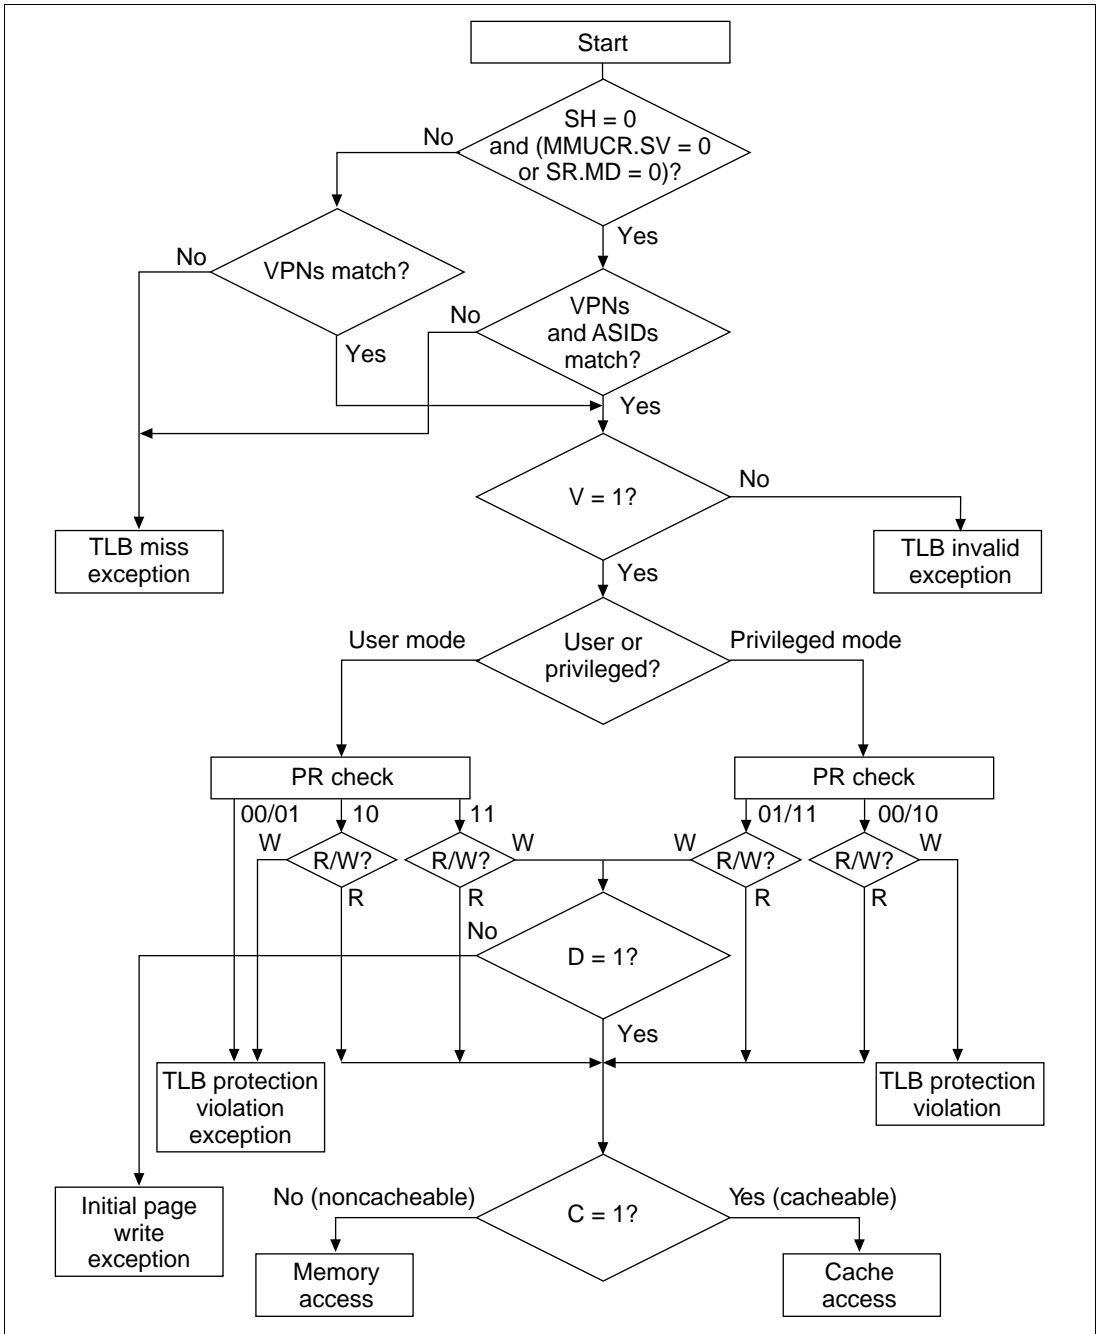 Start
SH = 0
and (MMUCR.SV = 0
or SR.MD = 0)?
No
Yes
VPNs match?
No
Yes
VPNs
and ASIDs
match?
No
Yes
V = 1?
No
Yes
TLB miss
exception
TLB invalid
exception
User or
privileged?
User mode
Privileged mode
PR check
PR check
00/01
10
11
01/11
00/10
W
R/W?
R/W?
W
W
R/W?
R/W?
W
R
R
R
R
No
D = 1?
Yes
TLB protection
violation
exception
TLB protection
violation
Initial page
write
exception
No (noncacheable)
C = 1?
Yes (cacheable)
Memory
access
Cache
access